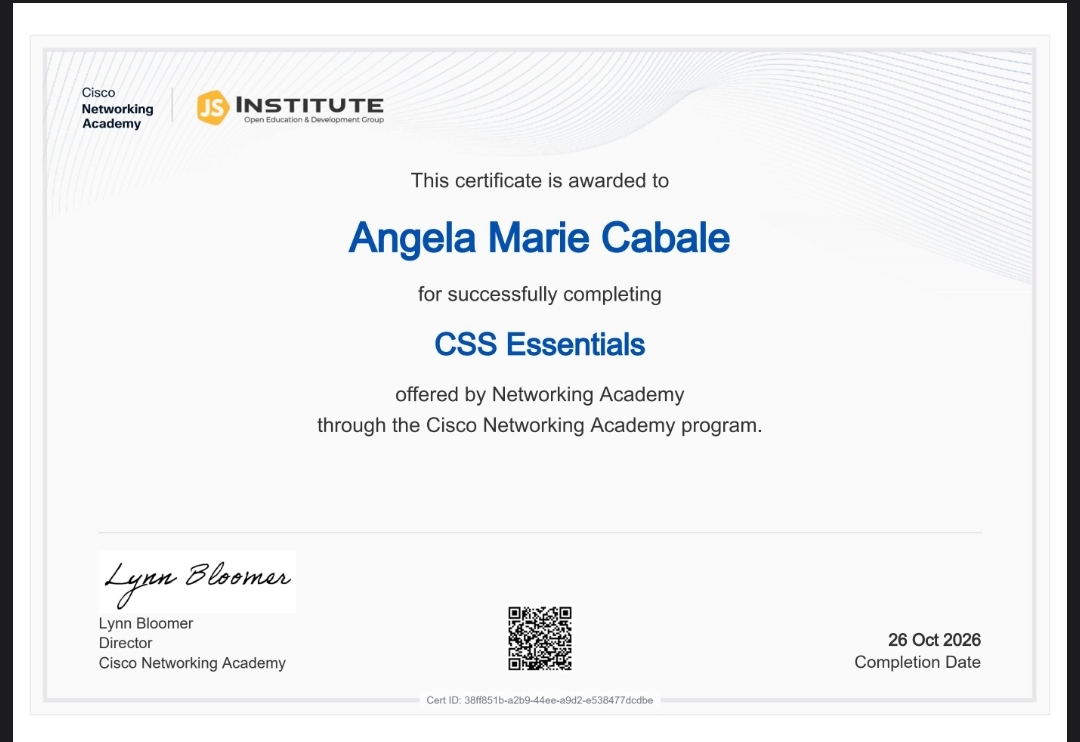 Cisco
Networking
Academy
JS INSTITUTE
Open Education & Development Group
This certificate is awarded to
Angela Marie Cabale
for successfully completing
CSS Essentials
offered by Networking Academy
through the Cisco Networking Academy program.
Lynn Bloomer
Lynn Bloomer
Director
Cisco Networking Academy
26 Oct 2026
Completion Date
Cert ID: 38ff851b-a2b9-44ee-a9d2-e538477dcdbe